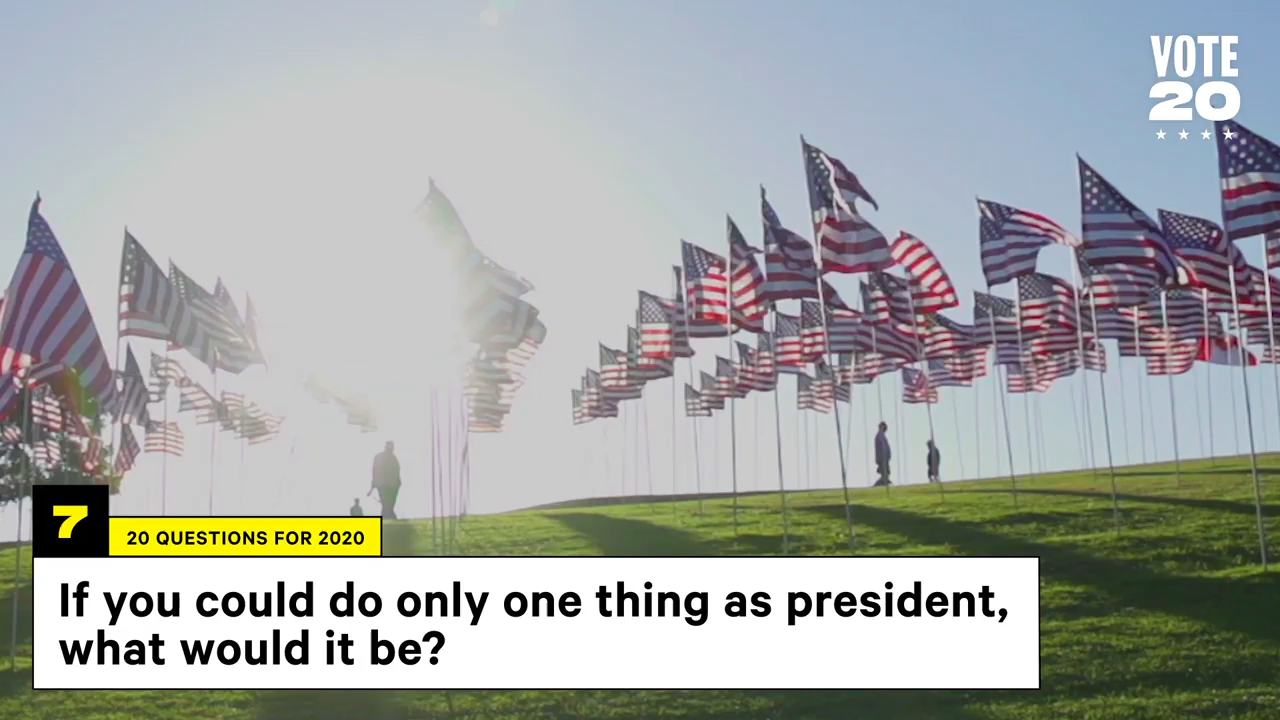 VOTE
20
7
20 QUESTIONS FOR 2020
If you could do only one thing as president,
what would it be?